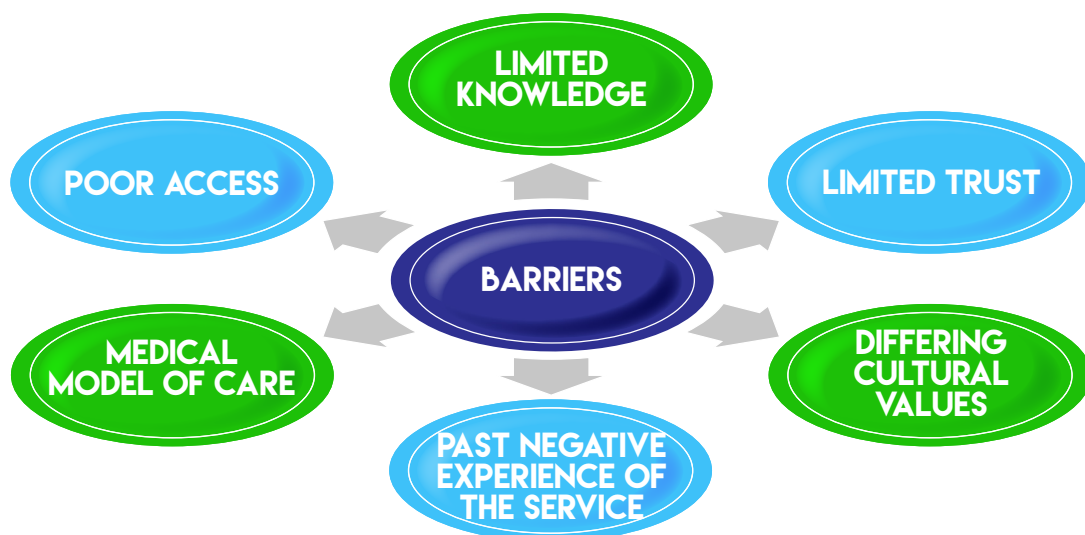 LIMITED
KNOWLEDGE
POOR ACCESS
LIMITED TRUST
BARRIERS
MEDICAL
MODEL OF CARE
DIFFERING
CULTURAL
VALUES
PAST NEGATIVE
EXPERIENCE OF
THE SERVICE